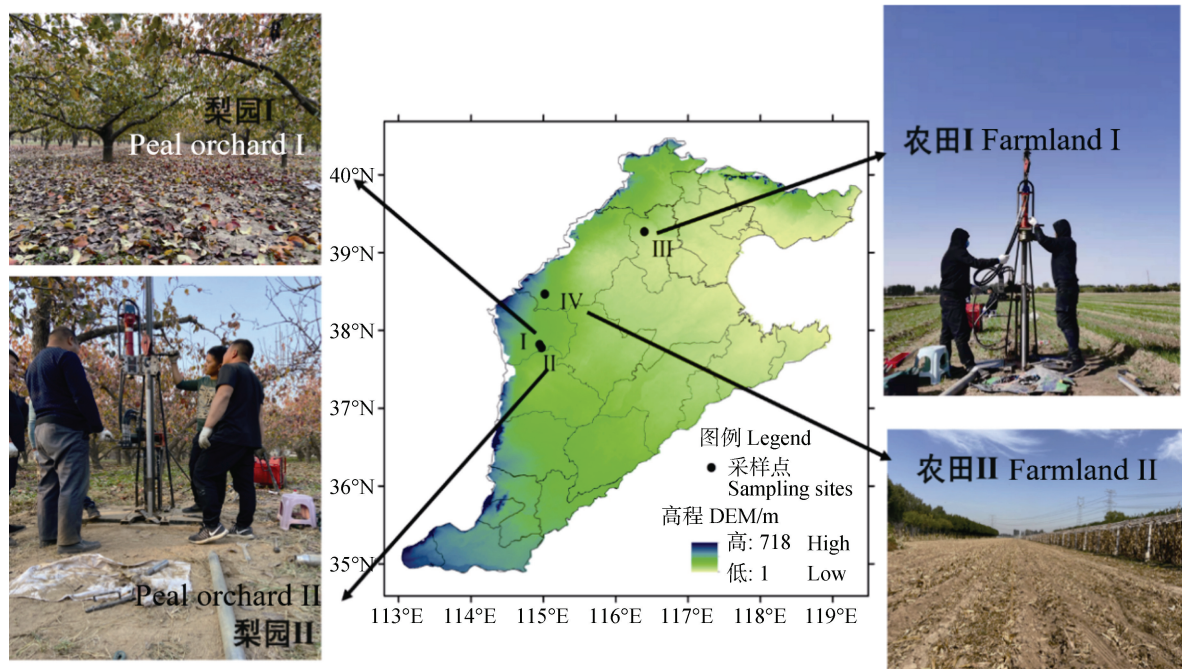 梨园I
Peal orchard I
Peal orchard II
梨园II
40°N
39°N
38°N
37°N
36°N
35°N
113°E 114°E 115°E 116°E 117°E 118°E 119°E
III
IV
I
II
图例 Legend
采样点
Sampling sites
高程 DEM/m
高: 718 High
低: 1 Low
农田I Farmland I
农田II Farmland II